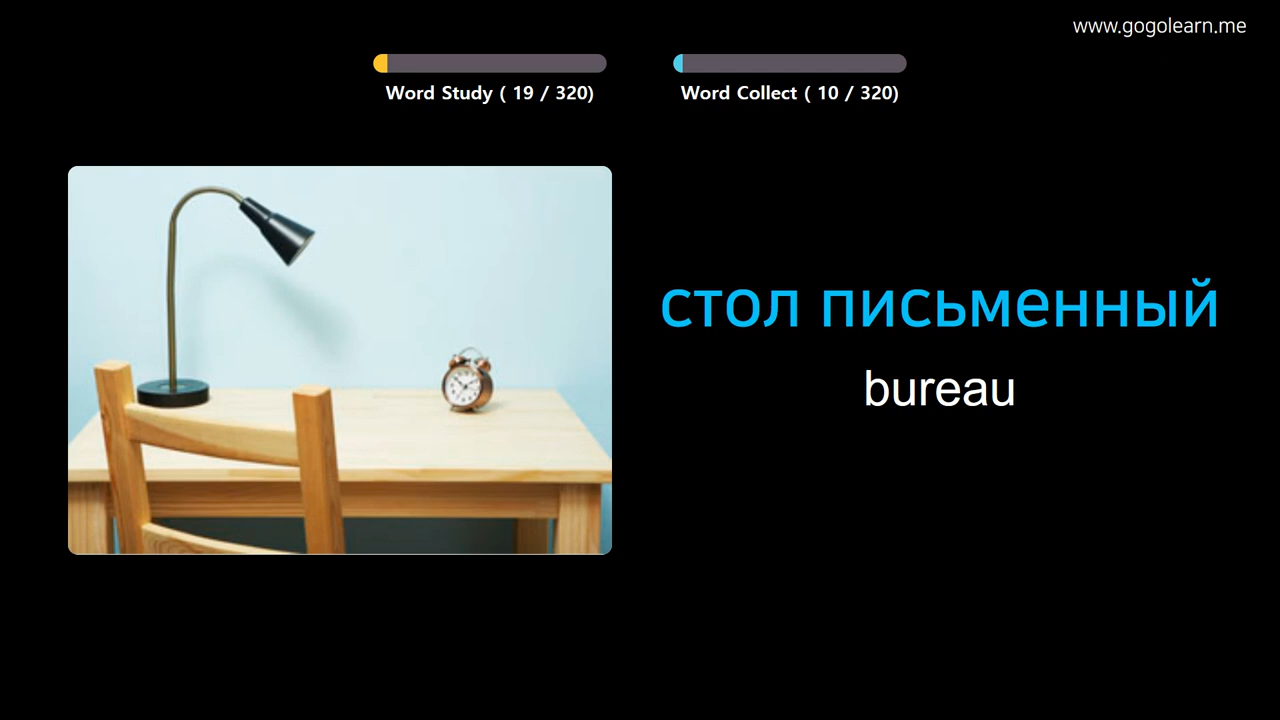 www.gogolearn.me
Word Study ( 19 / 320)
Word Collect ( 10 / 320)
стол письменный
bureau